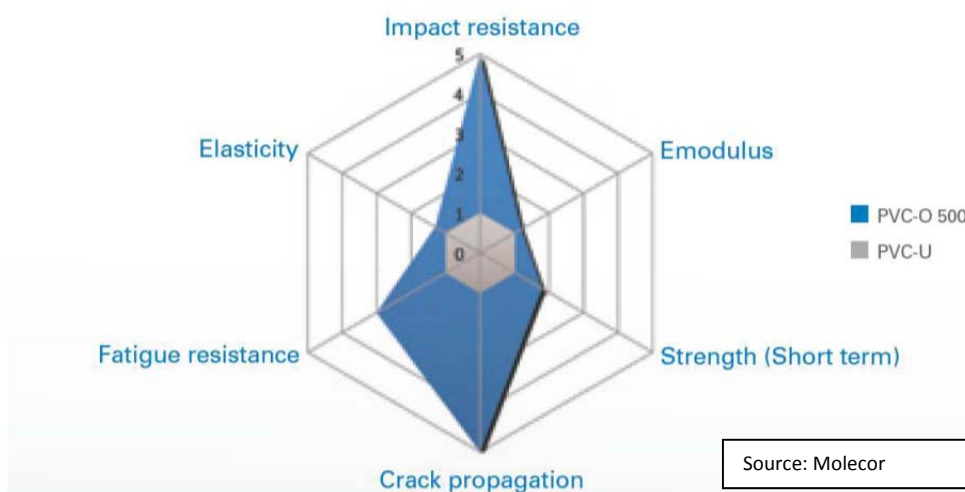 Impact resistance
5
4
3
2
1
0
Elasticity
Emodulus
PVC-O 500
PVC-U
Fatigue resistance
Strength (Short term)
Crack propagation
Source: Molecor